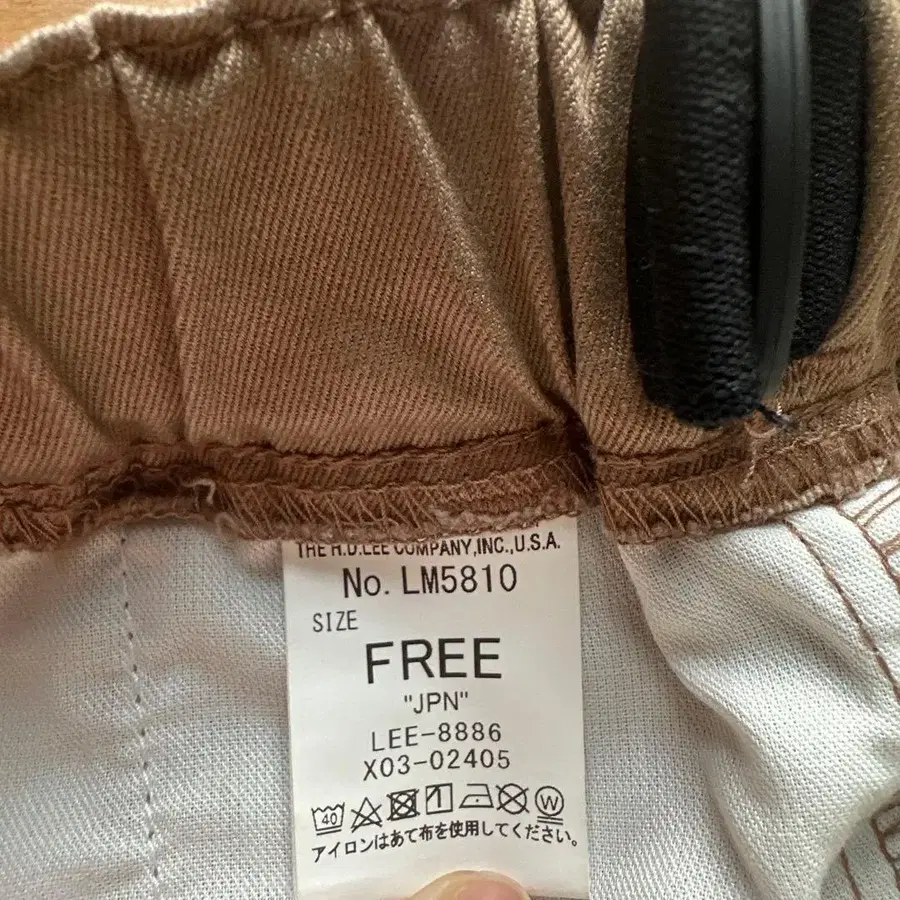 THE H.D.LEE COMPANY,INC.,U.S.A.
No. LM5810
SIZE
FREE
"JPN"
LEE-8886
X03-02405
40 W
アイロンはあて布を使用してください。